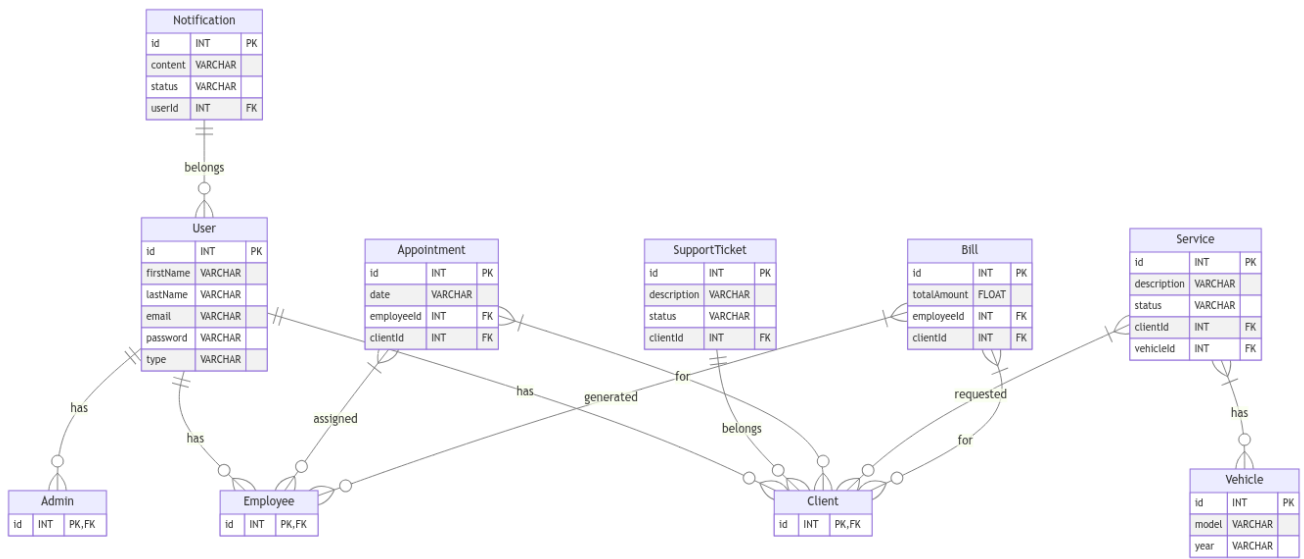 Notification
id INT PK
content VARCHAR
status VARCHAR
userId INT FK
belongs
User
id INT PK
firstName VARCHAR
lastName VARCHAR
email VARCHAR
password VARCHAR
type VARCHAR
Appointment
id INT PK
date VARCHAR
employeeId INT FK
clientId INT FK
SupportTicket
id INT PK
description VARCHAR
status VARCHAR
clientId INT FK
Bill
id INT PK
totalAmount FLOAT
employeeId INT FK
clientId INT FK
Service
id INT PK
description VARCHAR
status VARCHAR
clientId INT FK
vehicleId INT FK
has
has
assigned
has
generated
for
belongs
requested
for
has
Admin
id INT PK,FK
Employee
id INT PK,FK
Client
id INT PK,FK
Vehicle
id INT PK
model VARCHAR
year VARCHAR